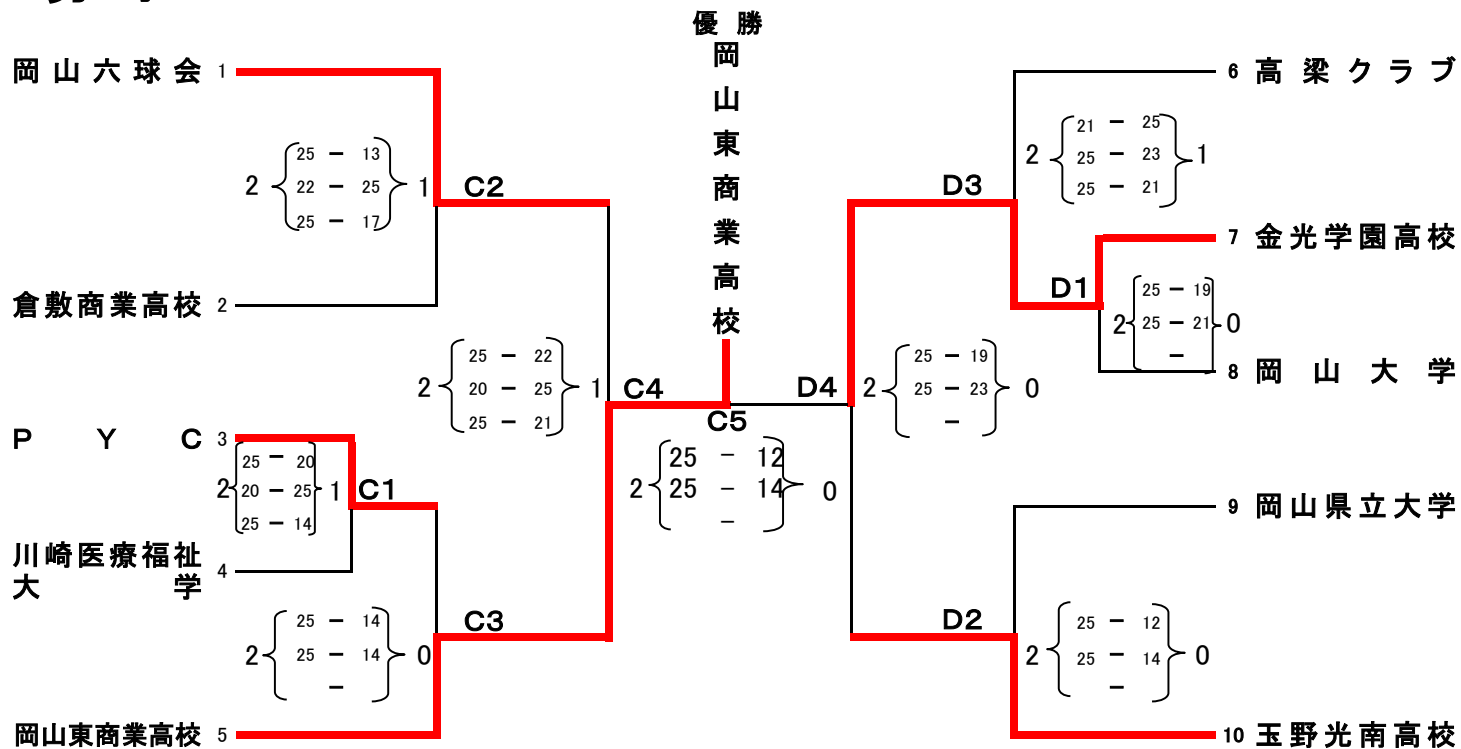 優勝
岡山東商業高校
岡山六球会 1
2 25 − 13 1
22 − 25
25 − 17
C2
倉敷商業高校 2
2 25 − 22 1
20 − 25
25 − 21
C4
P Y C 3
2 25 − 20 1
20 − 25
25 − 14
C1
川崎医療福祉
大学 4
2 25 − 14 0
25 − 14
−
C3
岡山東商業高校 5
C5
2 25 − 12 0
25 − 14
−
6 高梁クラブ
2 21 − 25 1
25 − 23
25 − 21
D3
7 金光学園高校
D1
2 25 − 19 0
25 − 21
−
8 岡山大学
D4
2 25 − 19 0
25 − 23
−
9 岡山県立大学
D2
2 25 − 12 0
25 − 14
−
10 玉野光南高校